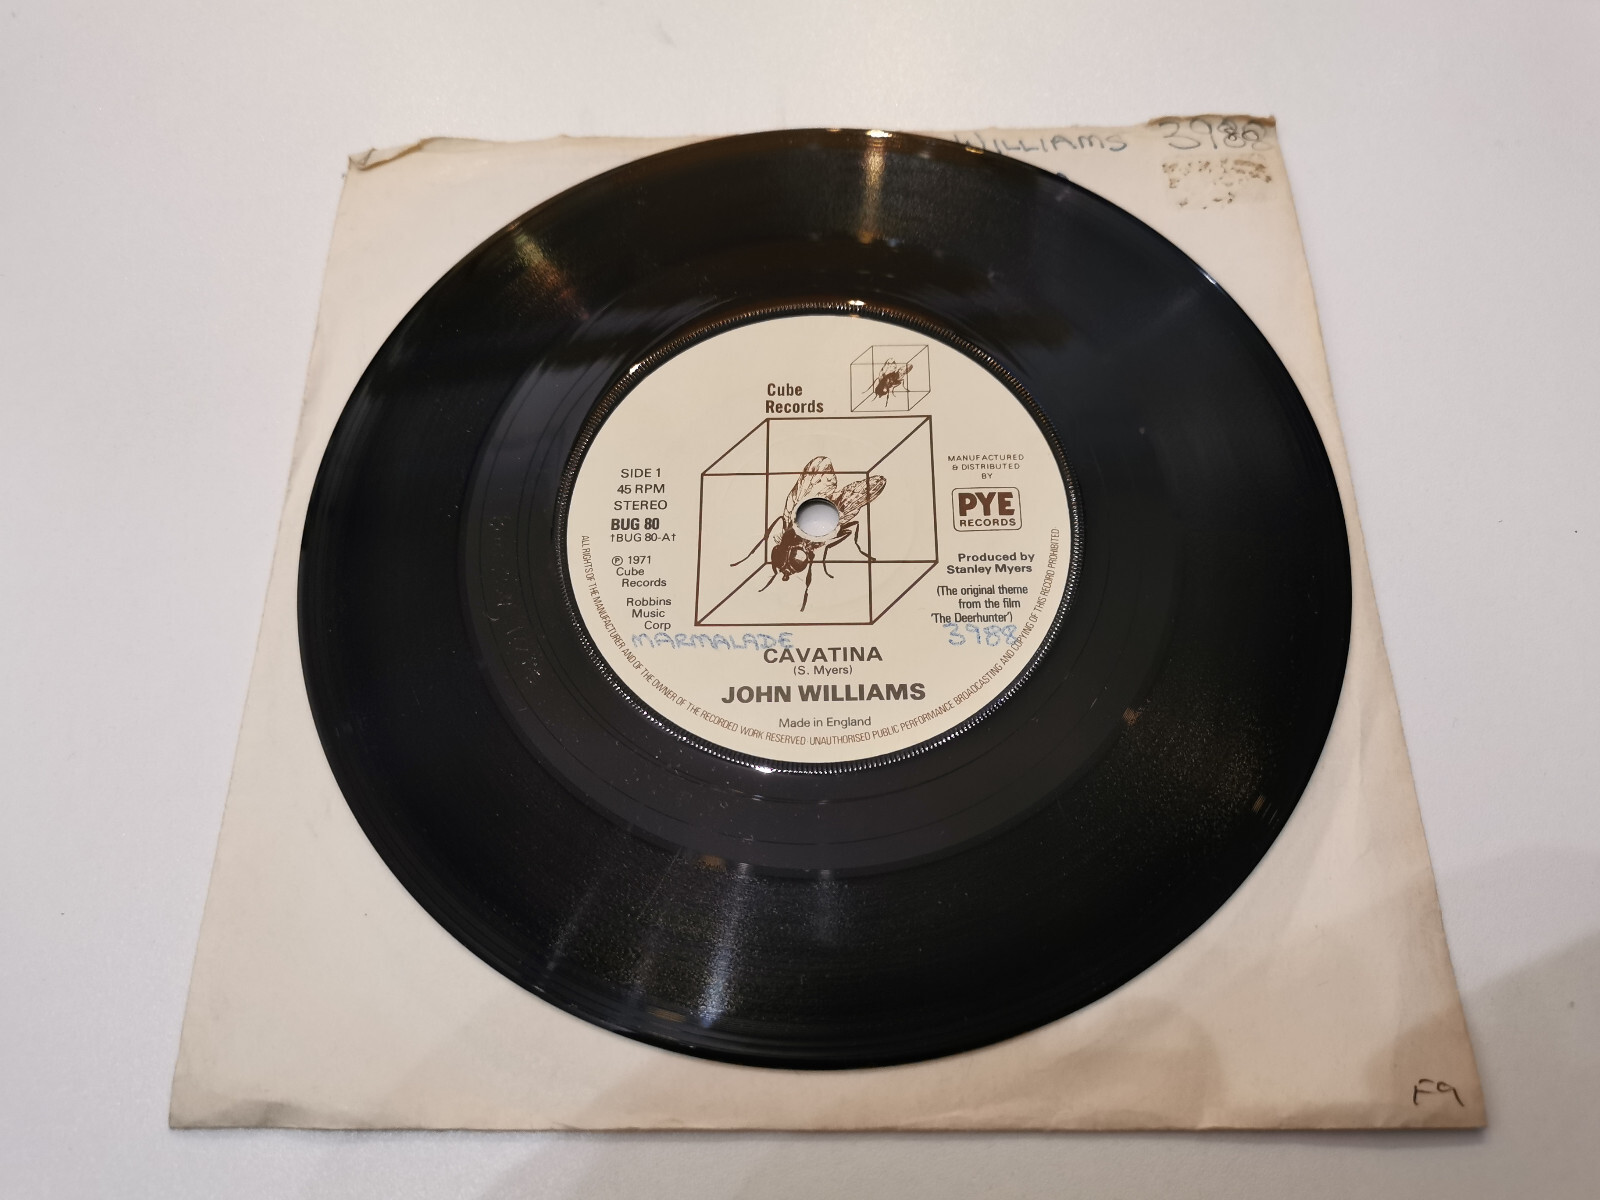 WILLIAMS 3988
Cube
Records
SIDE 1
45 RPM
STEREO
BUG 80
†BUG 80-A†
Ⓟ 1971
Cube
Records
Robbins
Music
Corp
MANUFACTURED
& DISTRIBUTED
BY
PYE
RECORDS
Produced by
Stanley Myers
(The original theme
from the film
'The Deerhunter')
MARMALADE 3988
CAVATINA
(S. Myers)
JOHN WILLIAMS
Made in England
ALL RIGHTS OF THE MANUFACTURER AND OF THE OWNER OF THE RECORDED WORK RESERVED·UNAUTHORISED PUBLIC PERFORMANCE BROADCASTING AND COPYING OF THIS RECORD PROHIBITED
F9